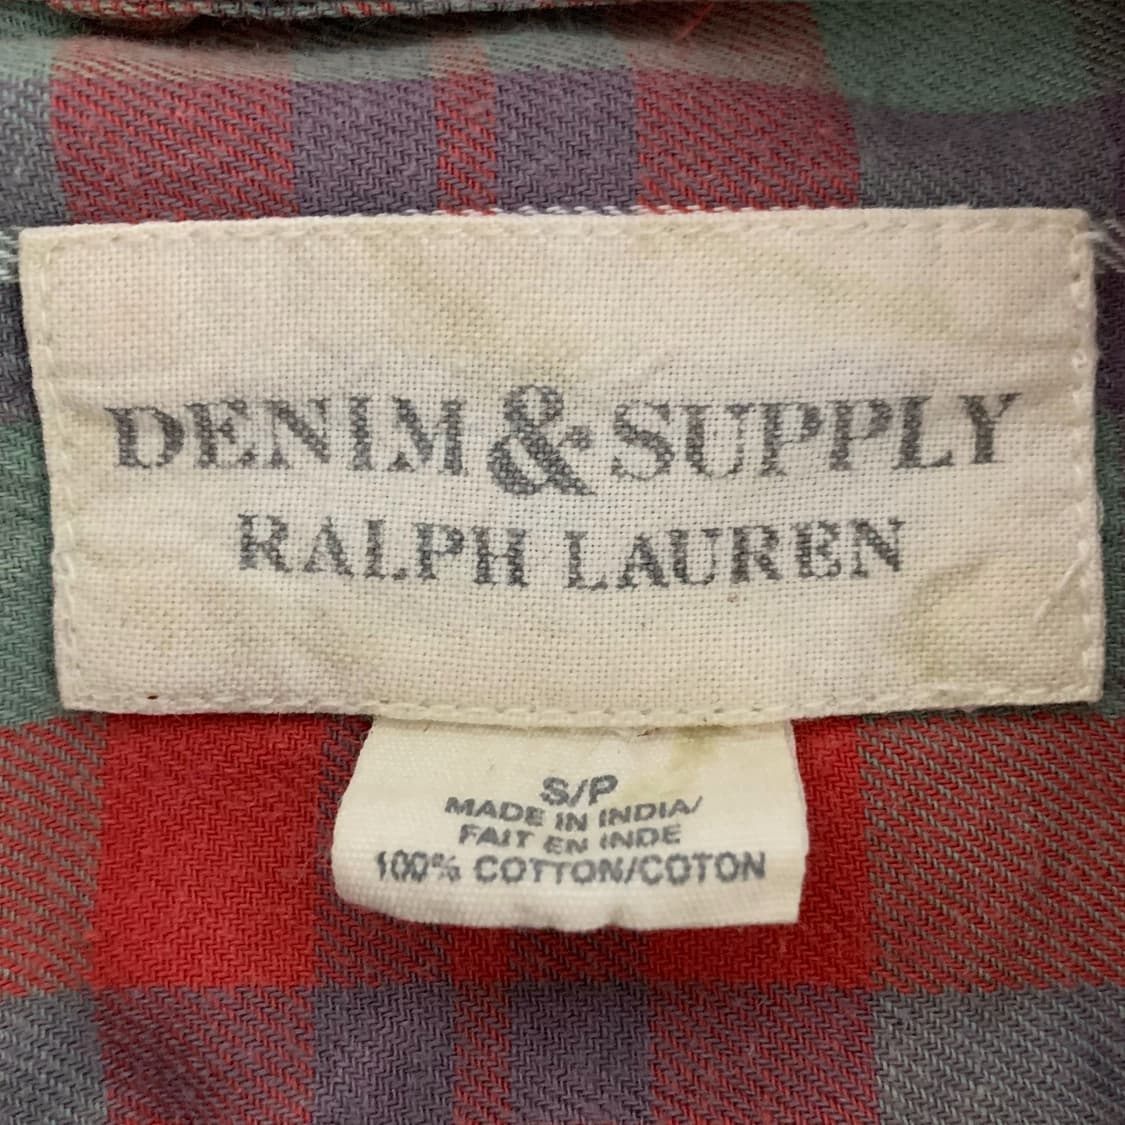 DENIM & SUPPLY
RALPH LAUREN
S/P
MADE IN INDIA/
FAIT EN INDE
100% COTTON/COTON